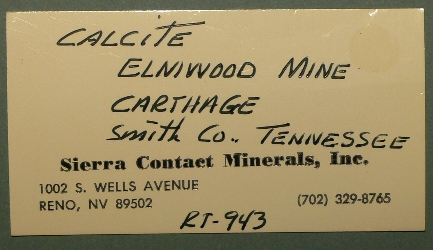 CALCITE
ELMWOOD MINE
CARTHAGE
Smith Co., TENNESSEE
Sierra Contact Minerals, Inc.
1002 S. WELLS AVENUE
RENO, NV 89502 (702) 329-8765
RT-943